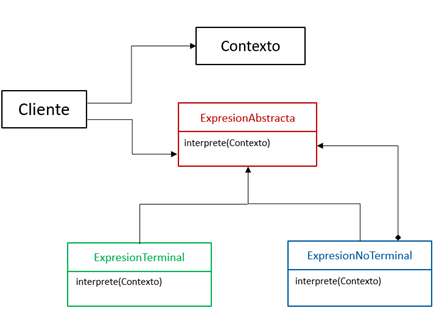 Contexto
Cliente
ExpresionAbstracta
interprete(Contexto)
ExpresionTerminal
interprete(Contexto)
ExpresionNoTerminal
interprete(Contexto)